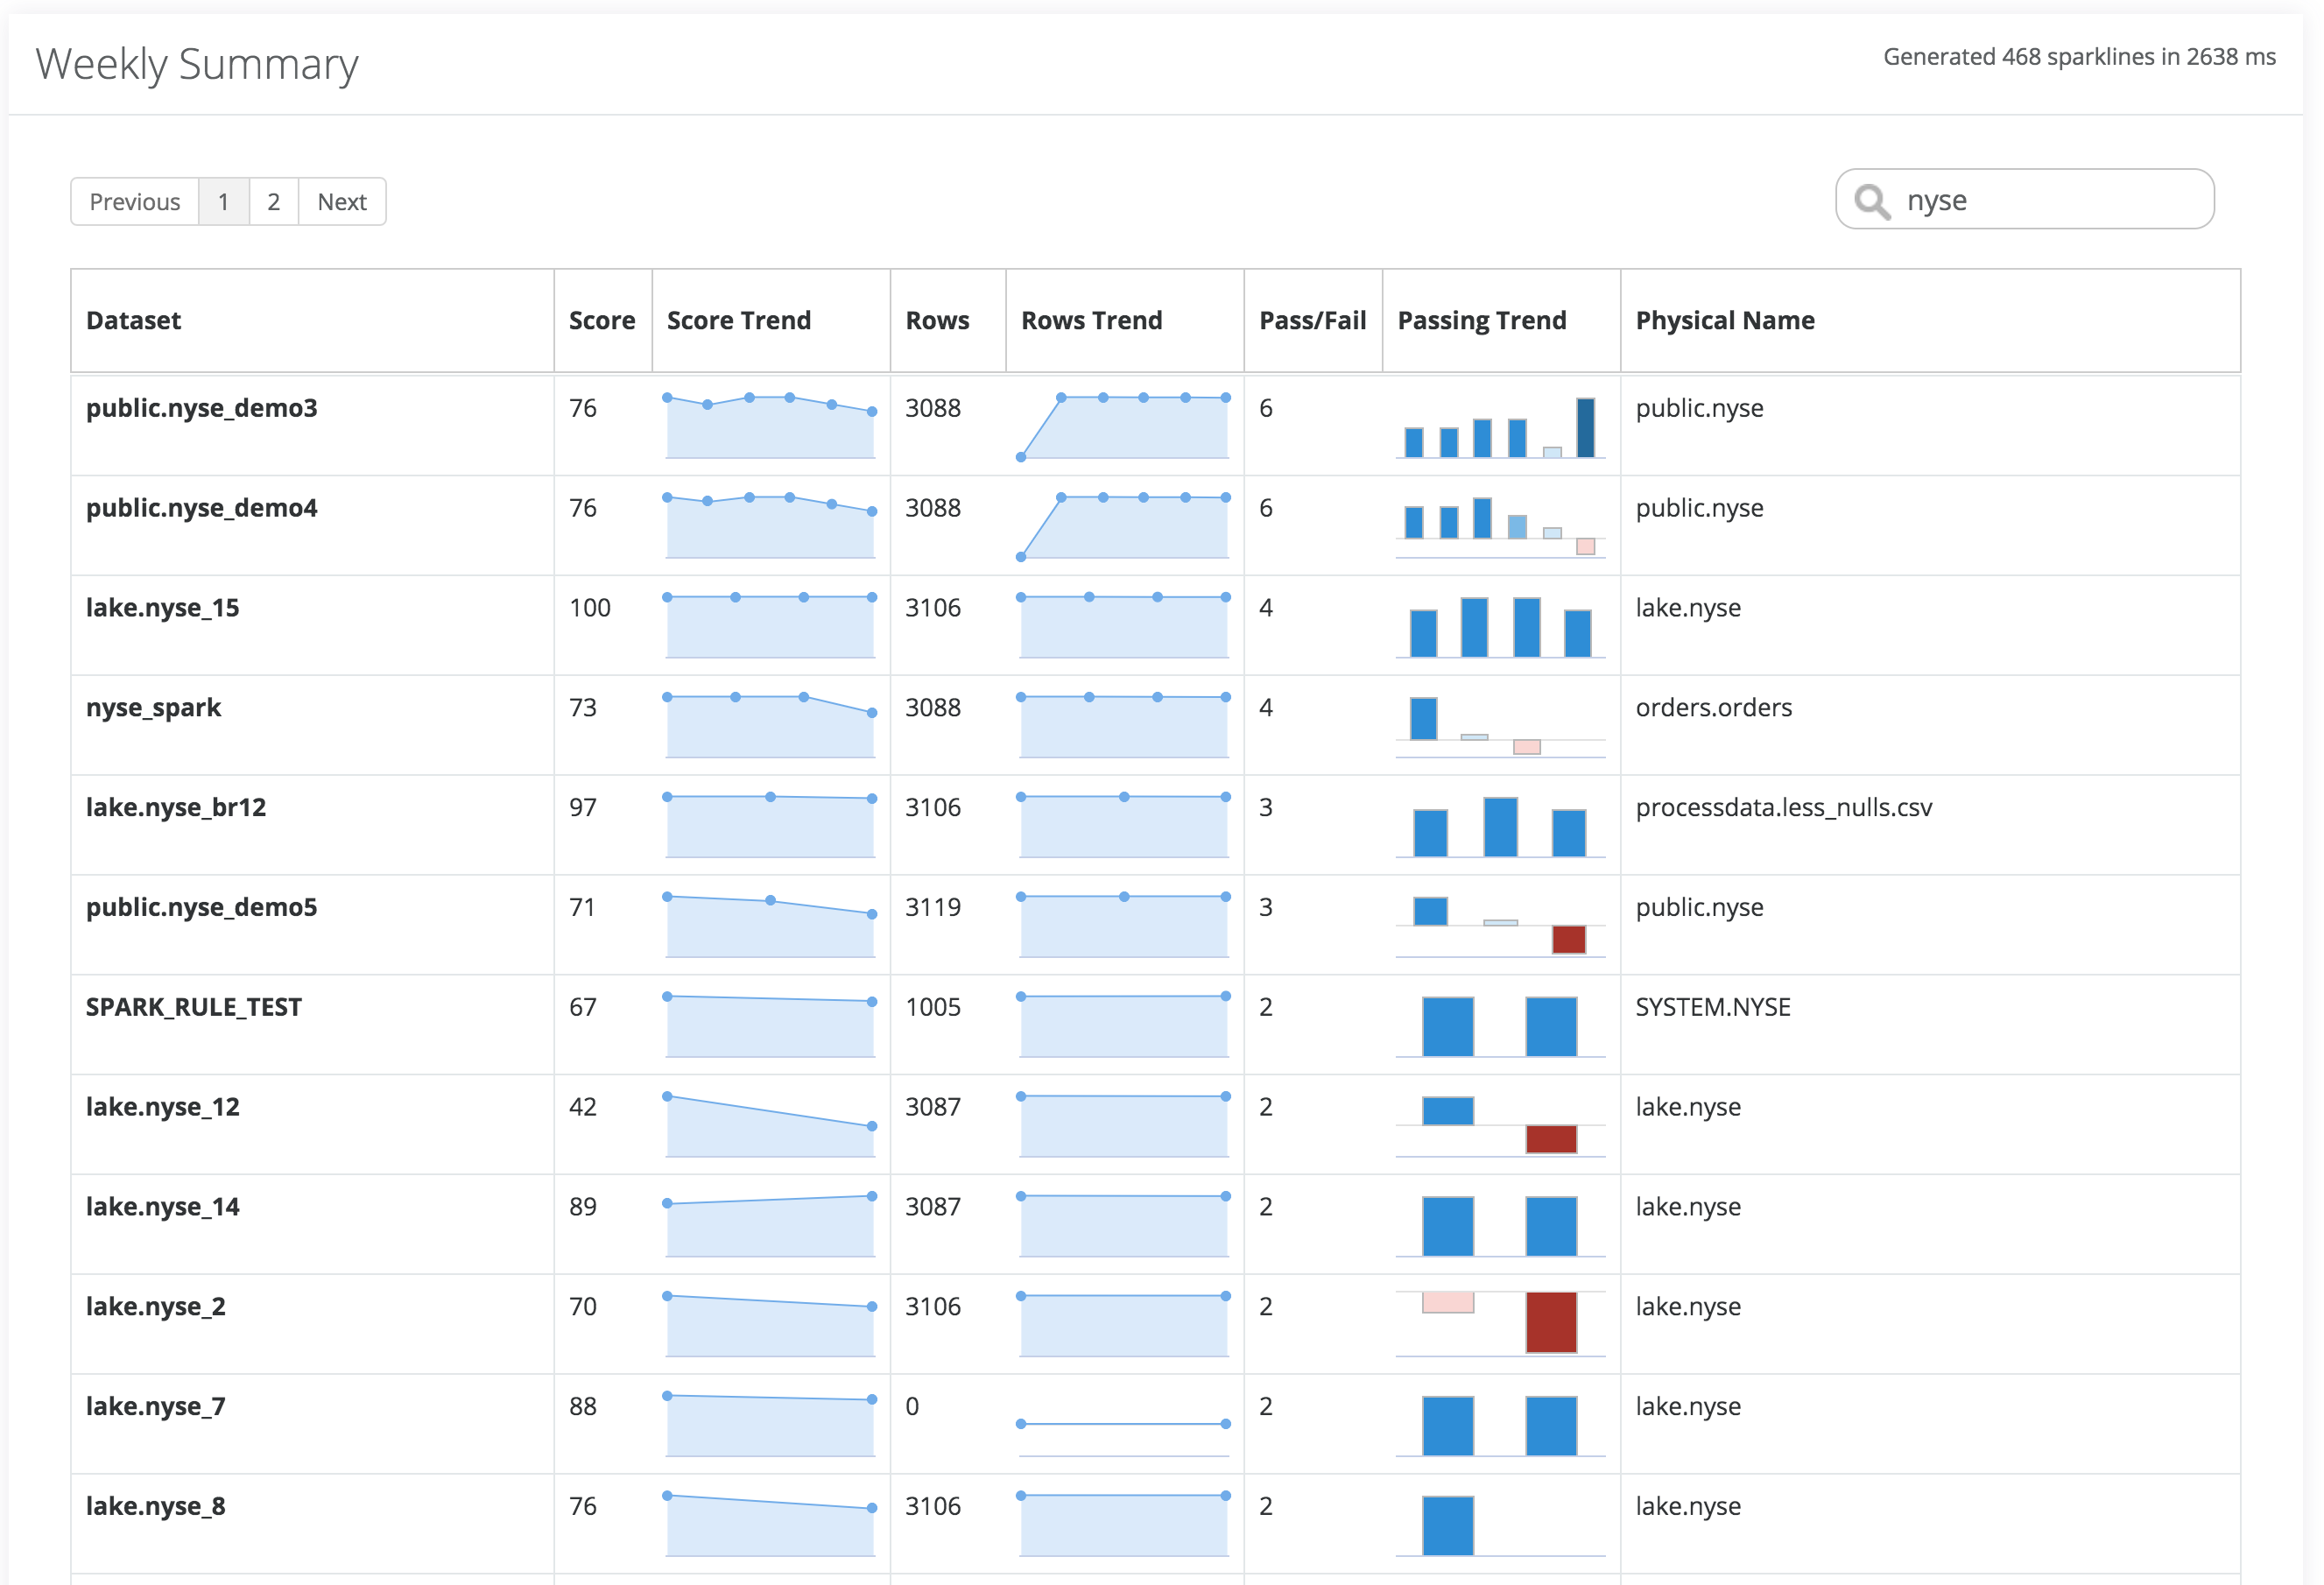 Weekly Summary
Generated 468 sparklines in 2638 ms
Previous 1 2 Next
nyse
Dataset Score Score Trend Rows Rows Trend Pass/Fail Passing Trend Physical Name
public.nyse_demo3 76 3088 6 public.nyse
public.nyse_demo4 76 3088 6 public.nyse
lake.nyse_15 100 3106 4 lake.nyse
nyse_spark 73 3088 4 orders.orders
lake.nyse_br12 97 3106 3 processdata.less_nulls.csv
public.nyse_demo5 71 3119 3 public.nyse
SPARK_RULE_TEST 67 1005 2 SYSTEM.NYSE
lake.nyse_12 42 3087 2 lake.nyse
lake.nyse_14 89 3087 2 lake.nyse
lake.nyse_2 70 3106 2 lake.nyse
lake.nyse_7 88 0 2 lake.nyse
lake.nyse_8 76 3106 2 lake.nyse